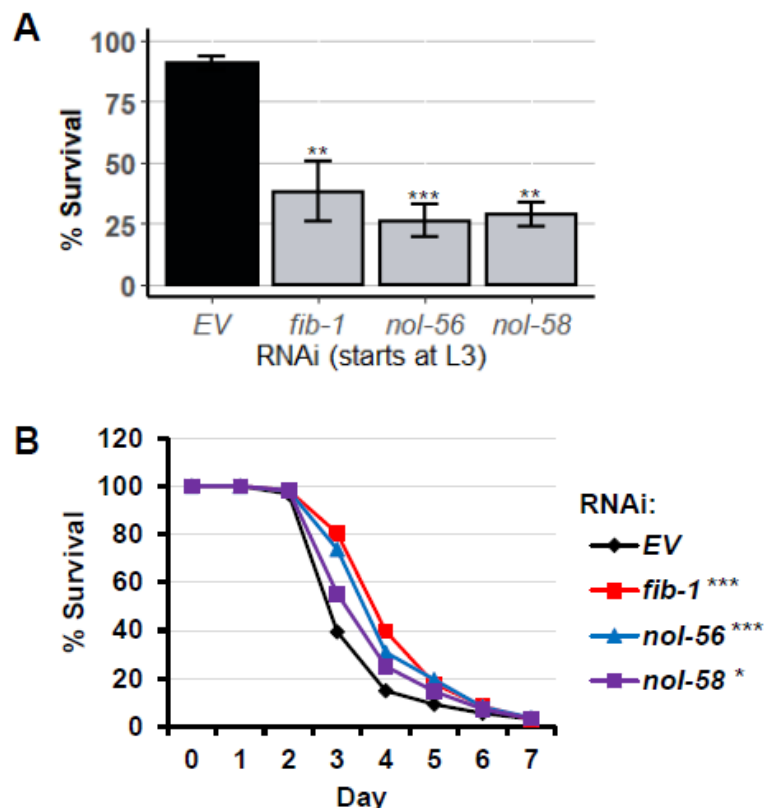 A
100
75
50
25
0
% Survival
**
***
**
EV fib-1 nol-56 nol-58
RNAi (starts at L3)
B
120
100
80
60
40
20
0
% Survival
0 1 2 3 4 5 6 7
Day
RNAi:
EV
fib-1 ***
nol-56 ***
nol-58 *